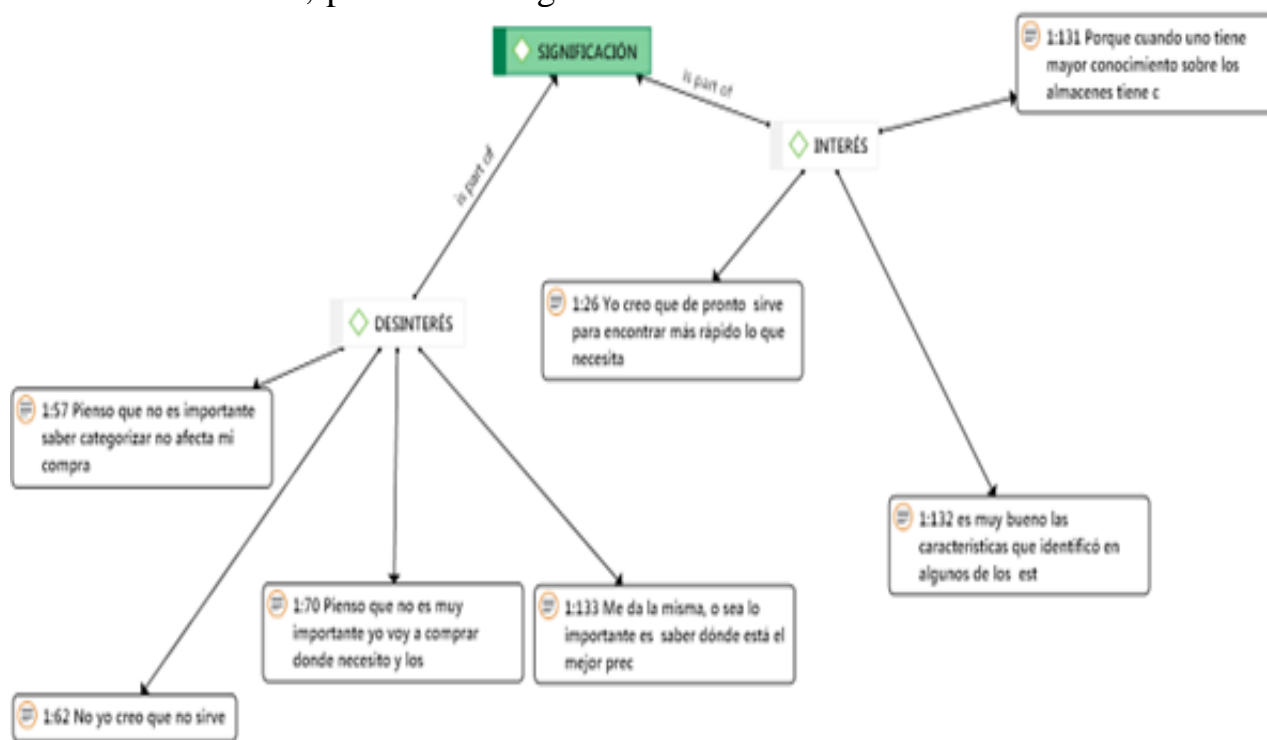 SIGNIFICACIÓN
is part of
is part of
1:131 Porque cuando uno tiene
mayor conocimiento sobre los
almacenes tiene c
INTERÉS
1:26 Yo creo que de pronto sirve
para encontrar más rápido lo que
necesita
DESINTERÉS
1:57 Pienso que no es importante
saber categorizar no afecta mi
compra
1:132 es muy bueno las
características que identificó en
algunos de los est
1:70 Pienso que no es muy
importante yo voy a comprar
donde necesito y los
1:133 Me da la misma, o sea lo
importante es saber dónde está el
mejor prec
1:62 No yo creo que no sirve